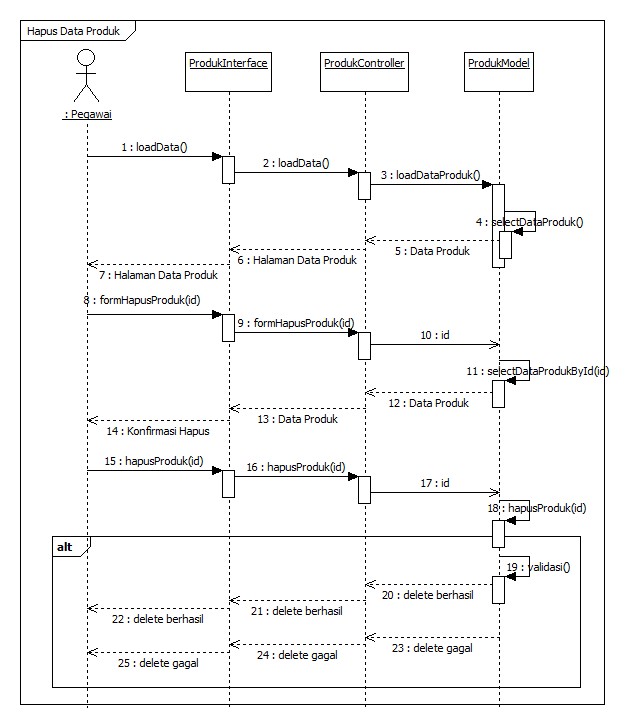 Hapus Data Produk
ProdukInterface
ProdukController
ProdukModel
: Pegawai
1 : loadData()
2 : loadData()
3 : loadDataProduk()
4 : selectDataProduk()
5 : Data Produk
6 : Halaman Data Produk
7 : Halaman Data Produk
8 : formHapusProduk(id)
9 : formHapusProduk(id)
10 : id
11 : selectDataProdukById(id)
12 : Data Produk
13 : Data Produk
14 : Konfirmasi Hapus
15 : hapusProduk(id)
16 : hapusProduk(id)
17 : id
18 : hapusProduk(id)
alt
19 : validasi()
20 : delete berhasil
21 : delete berhasil
22 : delete berhasil
23 : delete gagal
24 : delete gagal
25 : delete gagal